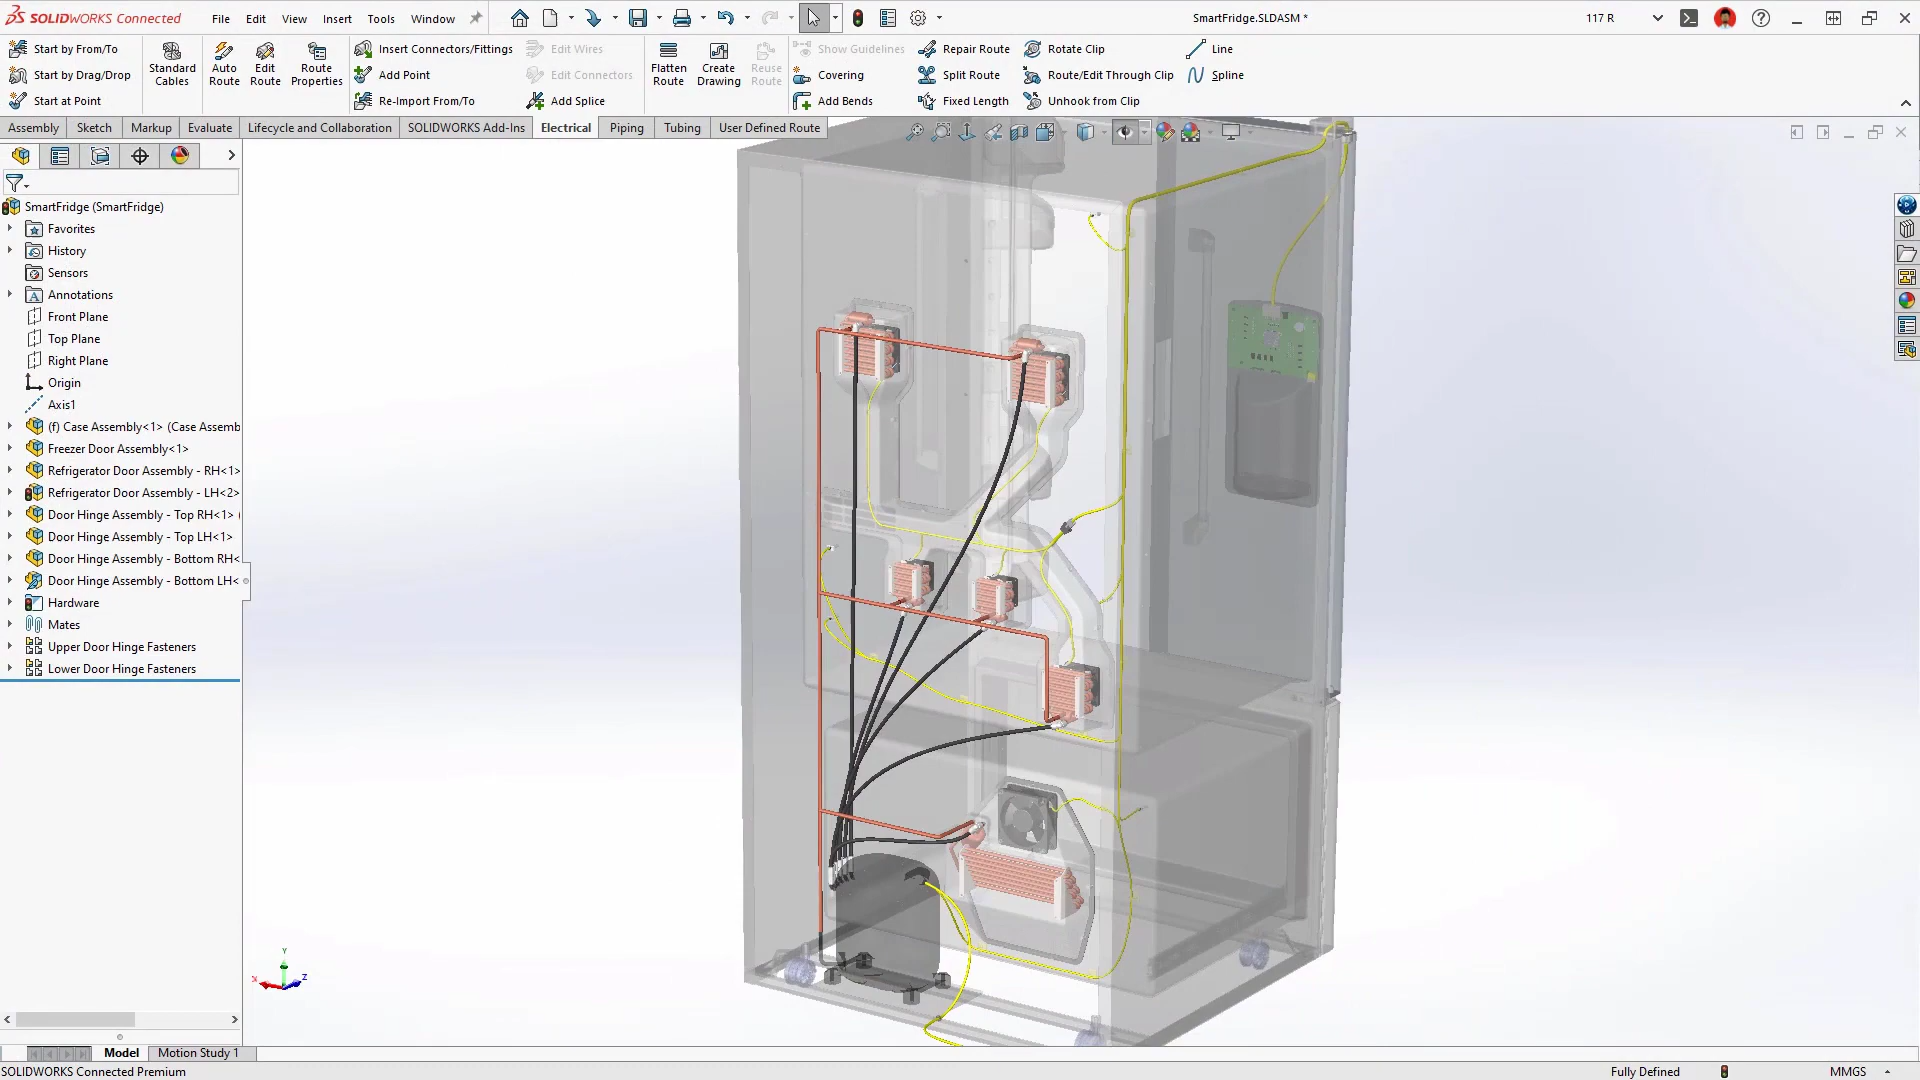 SOLIDWORKS Connected
File
Edit
View
Insert
Tools
Window
SmartFridge.SLDASM *
117 R
Start by From/To
Start by Drag/Drop
Start at Point
Standard
Cables
Auto
Route
Edit
Route
Route
Properties
Insert Connectors/Fittings
Add Point
Re-Import From/To
Edit Wires
Edit Connectors
Add Splice
Flatten
Route
Create
Drawing
Reuse
Route
Show Guidelines
Covering
Add Bends
Repair Route
Split Route
Fixed Length
Rotate Clip
Route/Edit Through Clip
Unhook from Clip
Line
Spline
Assembly
Sketch
Markup
Evaluate
Lifecycle and Collaboration
SOLIDWORKS Add-Ins
Electrical
Piping
Tubing
User Defined Route
SmartFridge (SmartFridge)
Favorites
History
Sensors
Annotations
Front Plane
Top Plane
Right Plane
Origin
Axis1
(f) Case Assembly<1> (Case Assemb
Freezer Door Assembly<1>
Refrigerator Door Assembly - RH<1>
Refrigerator Door Assembly - LH<2>
Door Hinge Assembly - Top RH<1> (
Door Hinge Assembly - Top LH<1>
Door Hinge Assembly - Bottom RH<
Door Hinge Assembly - Bottom LH<
Hardware
Mates
Upper Door Hinge Fasteners
Lower Door Hinge Fasteners
Y
X
Z
Model
Motion Study 1
SOLIDWORKS Connected Premium
Fully Defined
MMGS